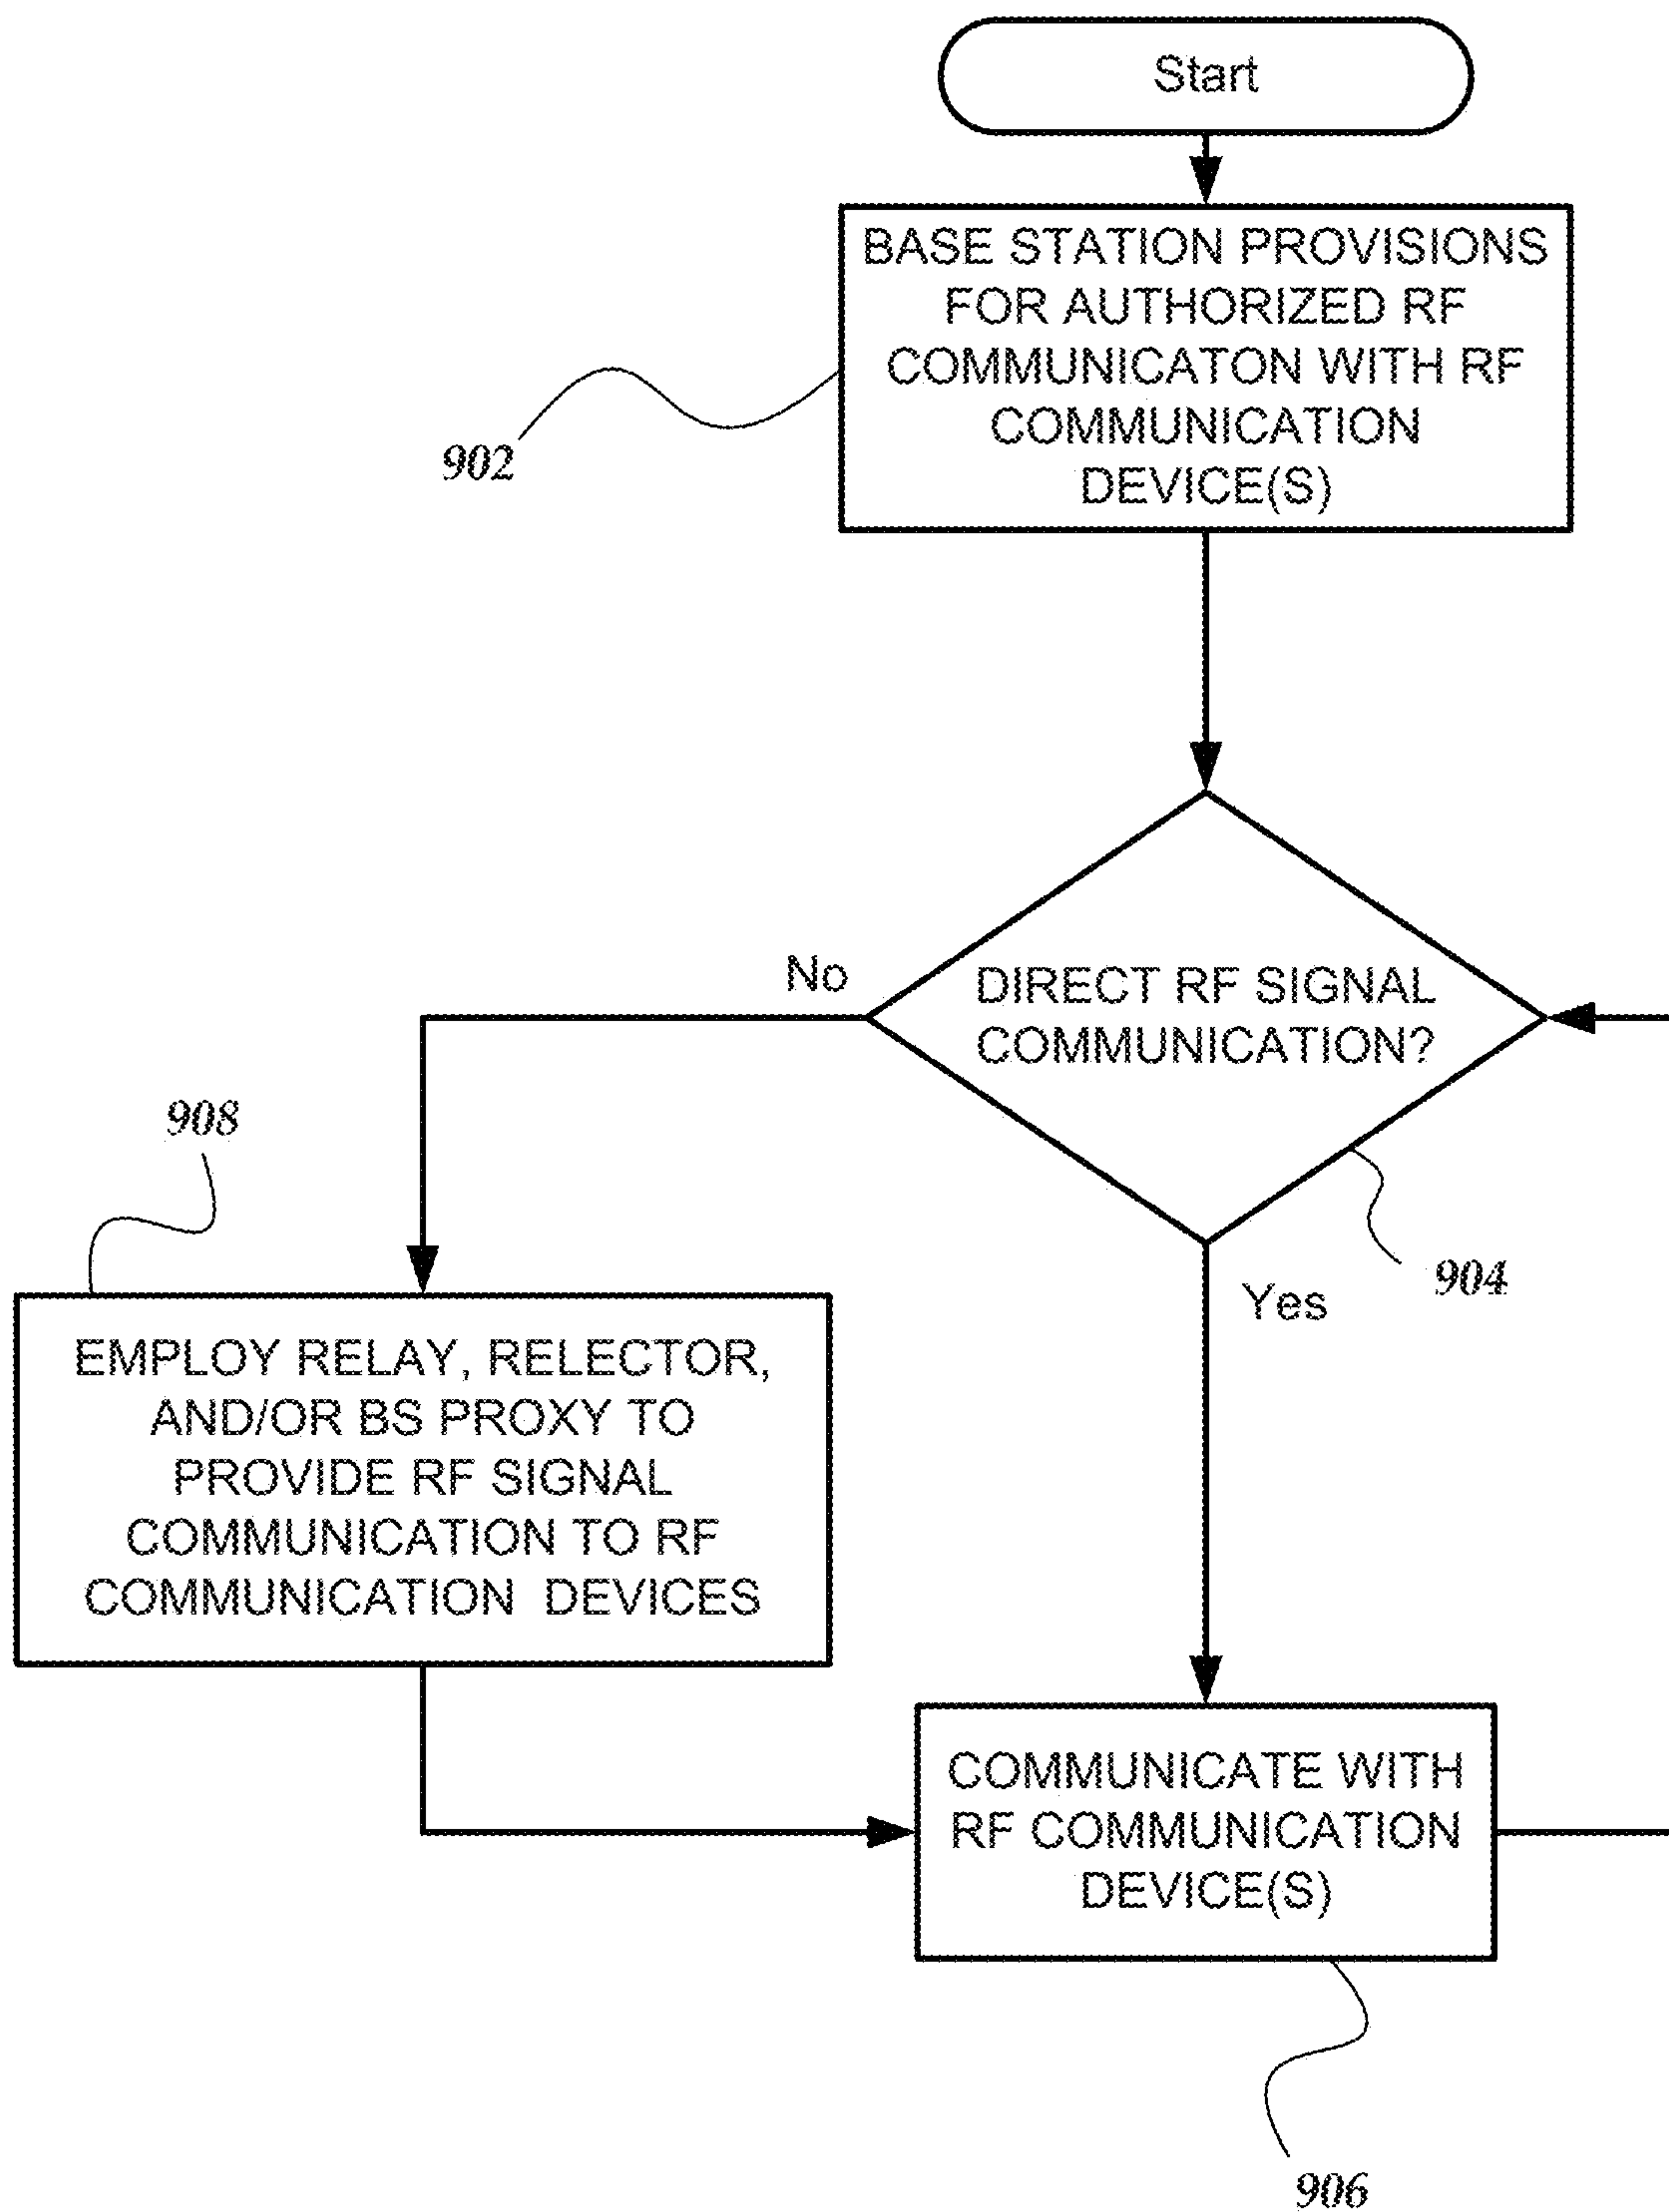 Start
BASE STATION PROVISIONS
FOR AUTHORIZED RF
COMMUNICATON WITH RF
COMMUNICATION
DEVICE(S)
902
No
DIRECT RF SIGNAL
COMMUNICATION?
904
Yes
908
EMPLOY RELAY, RELECTOR,
AND/OR BS PROXY TO
PROVIDE RF SIGNAL
COMMUNICATION TO RF
COMMUNICATION DEVICES
COMMUNICATE WITH
RF COMMUNICATION
DEVICE(S)
906